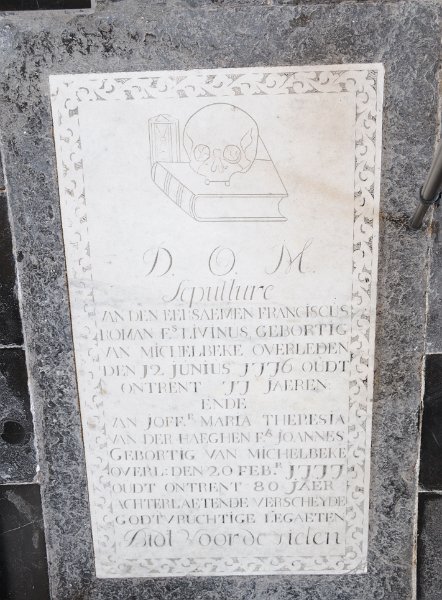 D. O. M.
Sepulture
VAN DEN EERSAEMEN FRANCISCUS
ROMAN Fˢ LIVINUS, GEBORTIG
VAN MICHELBEKE OVERLEDEN
DEN 12 JUNIUS 1776 OUDT
ONTRENT 77 JAEREN
ENDE
VAN JOFFᴱ MARIA THERESIA
VAN DER HAEGHEN Fᴬ JOANNES
GEBORTIG VAN MICHELBEKE
OVERL: DEN 20 FEBᴿ 1777
OUDT ONTRENT 80 JAER
ACHTERLAETENDE VERSCHEYDE
GODTVRUCHTIGE LEGAETEN
Bidt Voor de zielen